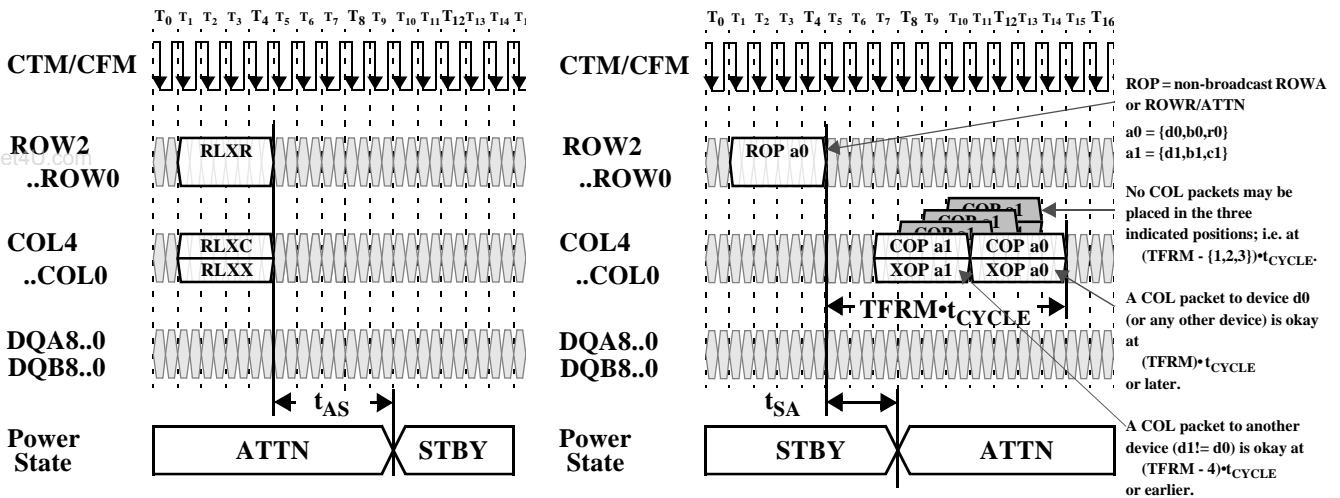 T0 T1 T2 T3 T4 T5 T6 T7 T8 T9 T10 T11 T12 T13 T14
CTM/CFM
ROW2
..ROW0
et4U.com
RLXR
COL4
..COL0
RLXC
RLXX
DQA8..0
DQB8..0
tAS
Power
State
ATTN
STBY
T0 T1 T2 T3 T4 T5 T6 T7 T8 T9 T10 T11 T12 T13 T14 T15 T16
CTM/CFM
ROW2
..ROW0
ROP a0
COL4
..COL0
COP a1
COP a1
COP a1
COP a1
COP a0
XOP a1
XOP a0
TFRM•tCYCLE
DQA8..0
DQB8..0
tSA
Power
State
STBY
ATTN
ROP = non-broadcast ROWA
or ROWR/ATTN
a0 = {d0,b0,r0}
a1 = {d1,b1,c1}
No COL packets may be
placed in the three
indicated positions; i.e. at
(TFRM - {1,2,3})•tCYCLE.
A COL packet to device d0
(or any other device) is okay
at
(TFRM)•tCYCLE
or later.
A COL packet to another
device (d1!= d0) is okay at
(TFRM - 4)•tCYCLE
or earlier.